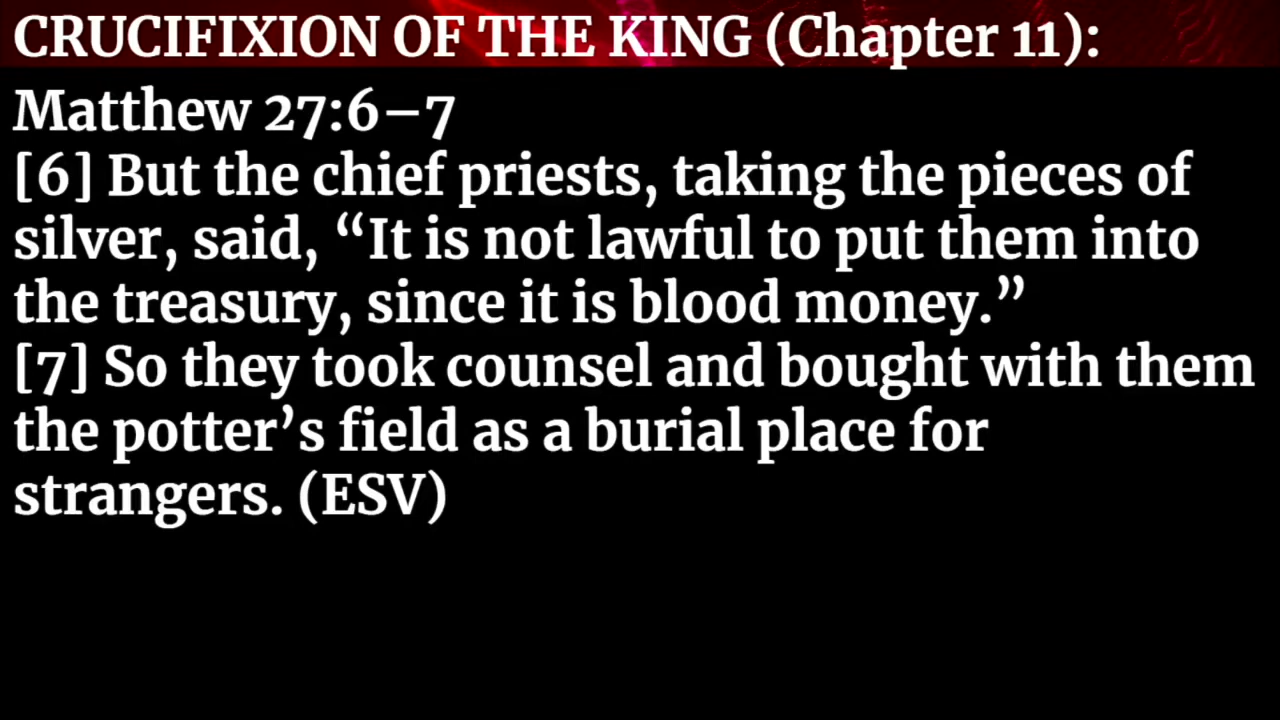 CRUCIFIXION OF THE KING (Chapter 11):
Matthew 27:6–7
[6] But the chief priests, taking the pieces of
silver, said, “It is not lawful to put them into
the treasury, since it is blood money.”
[7] So they took counsel and bought with them
the potter’s field as a burial place for
strangers. (ESV)